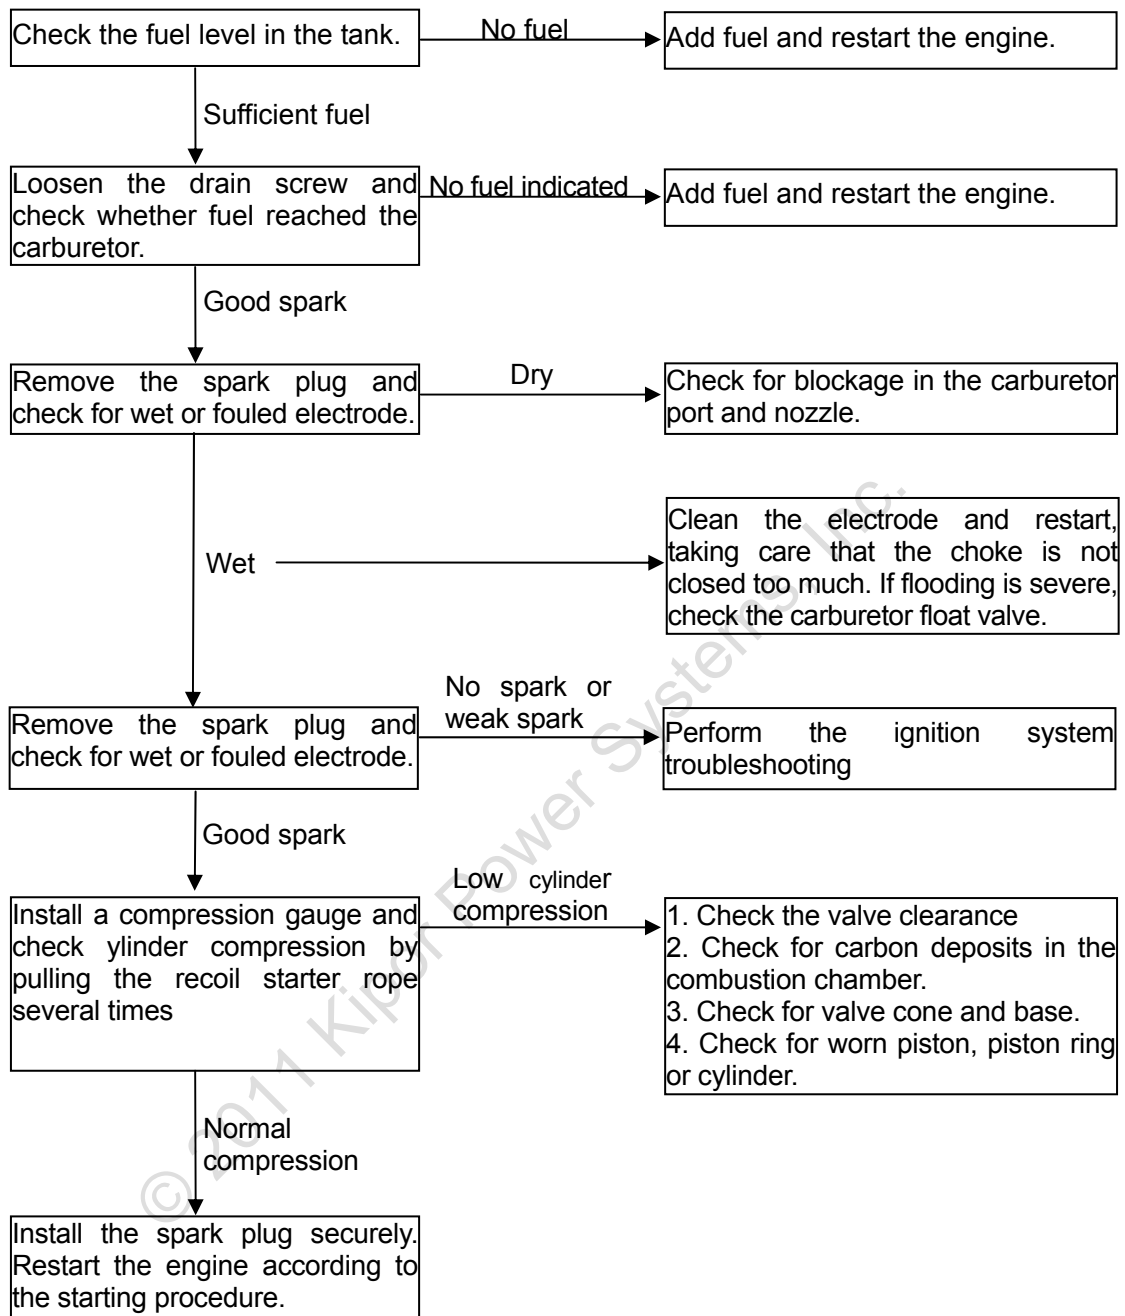 Check the fuel level in the tank.
No fuel
Add fuel and restart the engine.
Sufficient fuel
Loosen the drain screw and
check whether fuel reached the
carburetor.
No fuel indicated
Add fuel and restart the engine.
Good spark
Remove the spark plug and
check for wet or fouled electrode.
Dry
Check for blockage in the carburetor
port and nozzle.
Wet
Clean the electrode and restart,
taking care that the choke is not
closed too much. If flooding is severe,
check the carburetor float valve.
Remove the spark plug and
check for wet or fouled electrode.
No spark or
weak spark
Perform the ignition system
troubleshooting
Good spark
Install a compression gauge and
check ylinder compression by
pulling the recoil starter rope
several times
Low cylinder
compression
1. Check the valve clearance
2. Check for carbon deposits in the
combustion chamber.
3. Check for valve cone and base.
4. Check for worn piston, piston ring
or cylinder.
Normal
compression
Install the spark plug securely.
Restart the engine according to
the starting procedure.
© 2011 Kipor Power Systems, Inc.